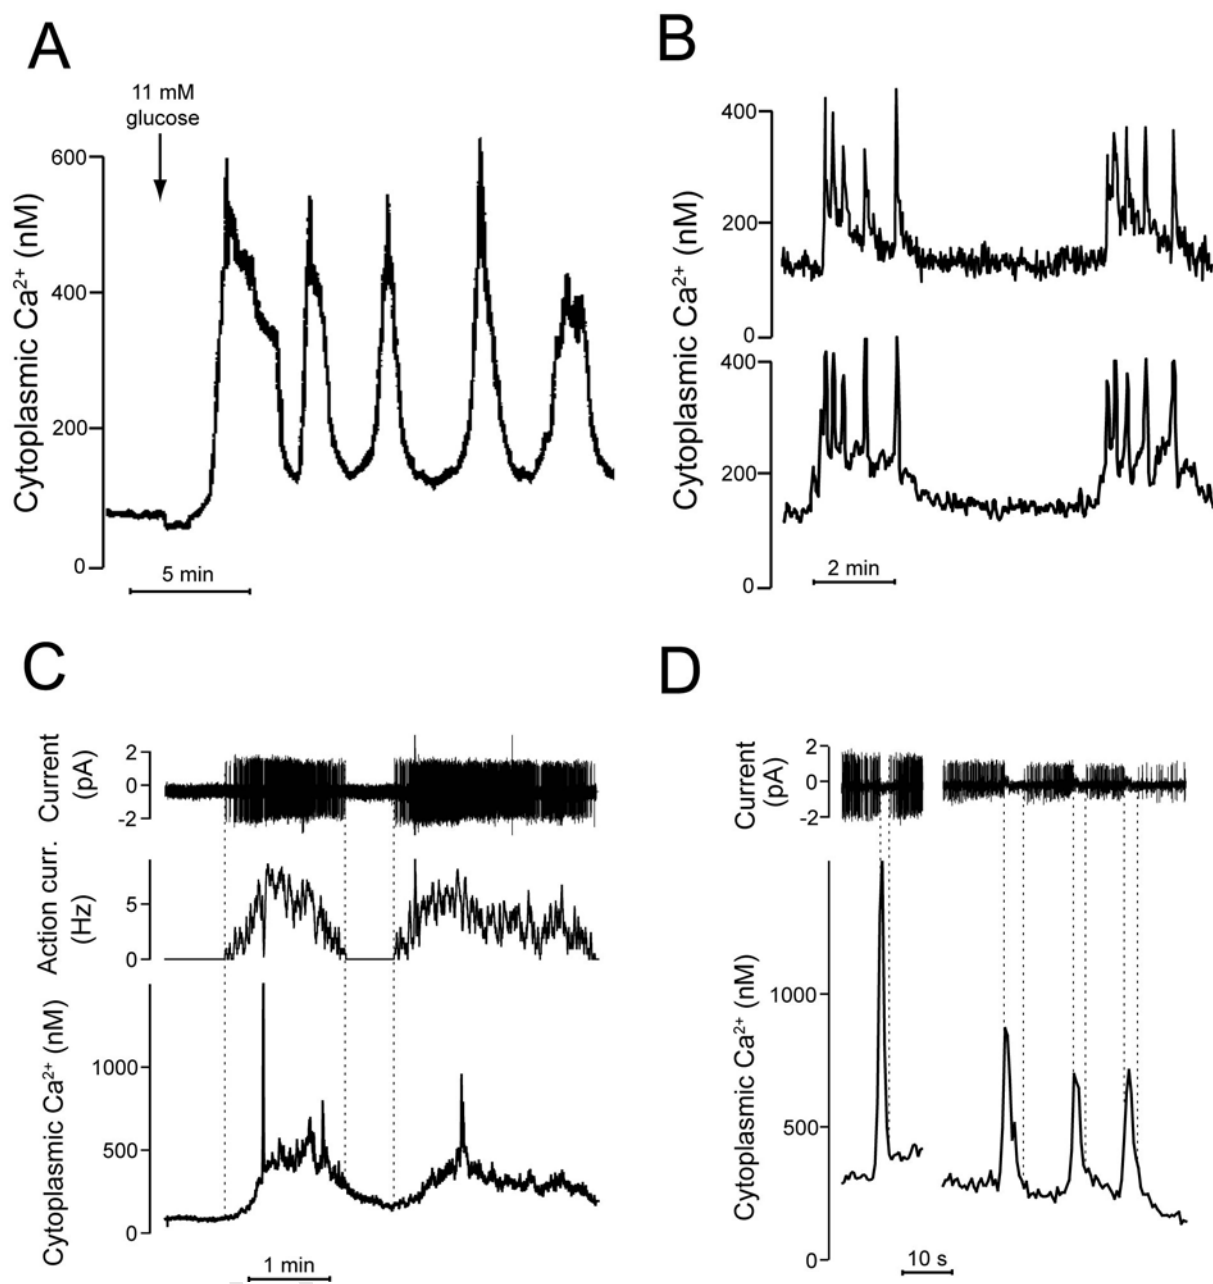 A
11 mM
glucose
Cytoplasmic Ca²⁺ (nM)
600
400
200
0
5 min
B
Cytoplasmic Ca²⁺ (nM)
400
200
0
400
200
0
2 min
C
Current
(pA)
2
0
-2
Action curr.
(Hz)
5
0
Cytoplasmic Ca²⁺ (nM)
1000
500
0
1 min
D
Current
(pA)
2
0
-2
Cytoplasmic Ca²⁺ (nM)
1000
500
0
10 s